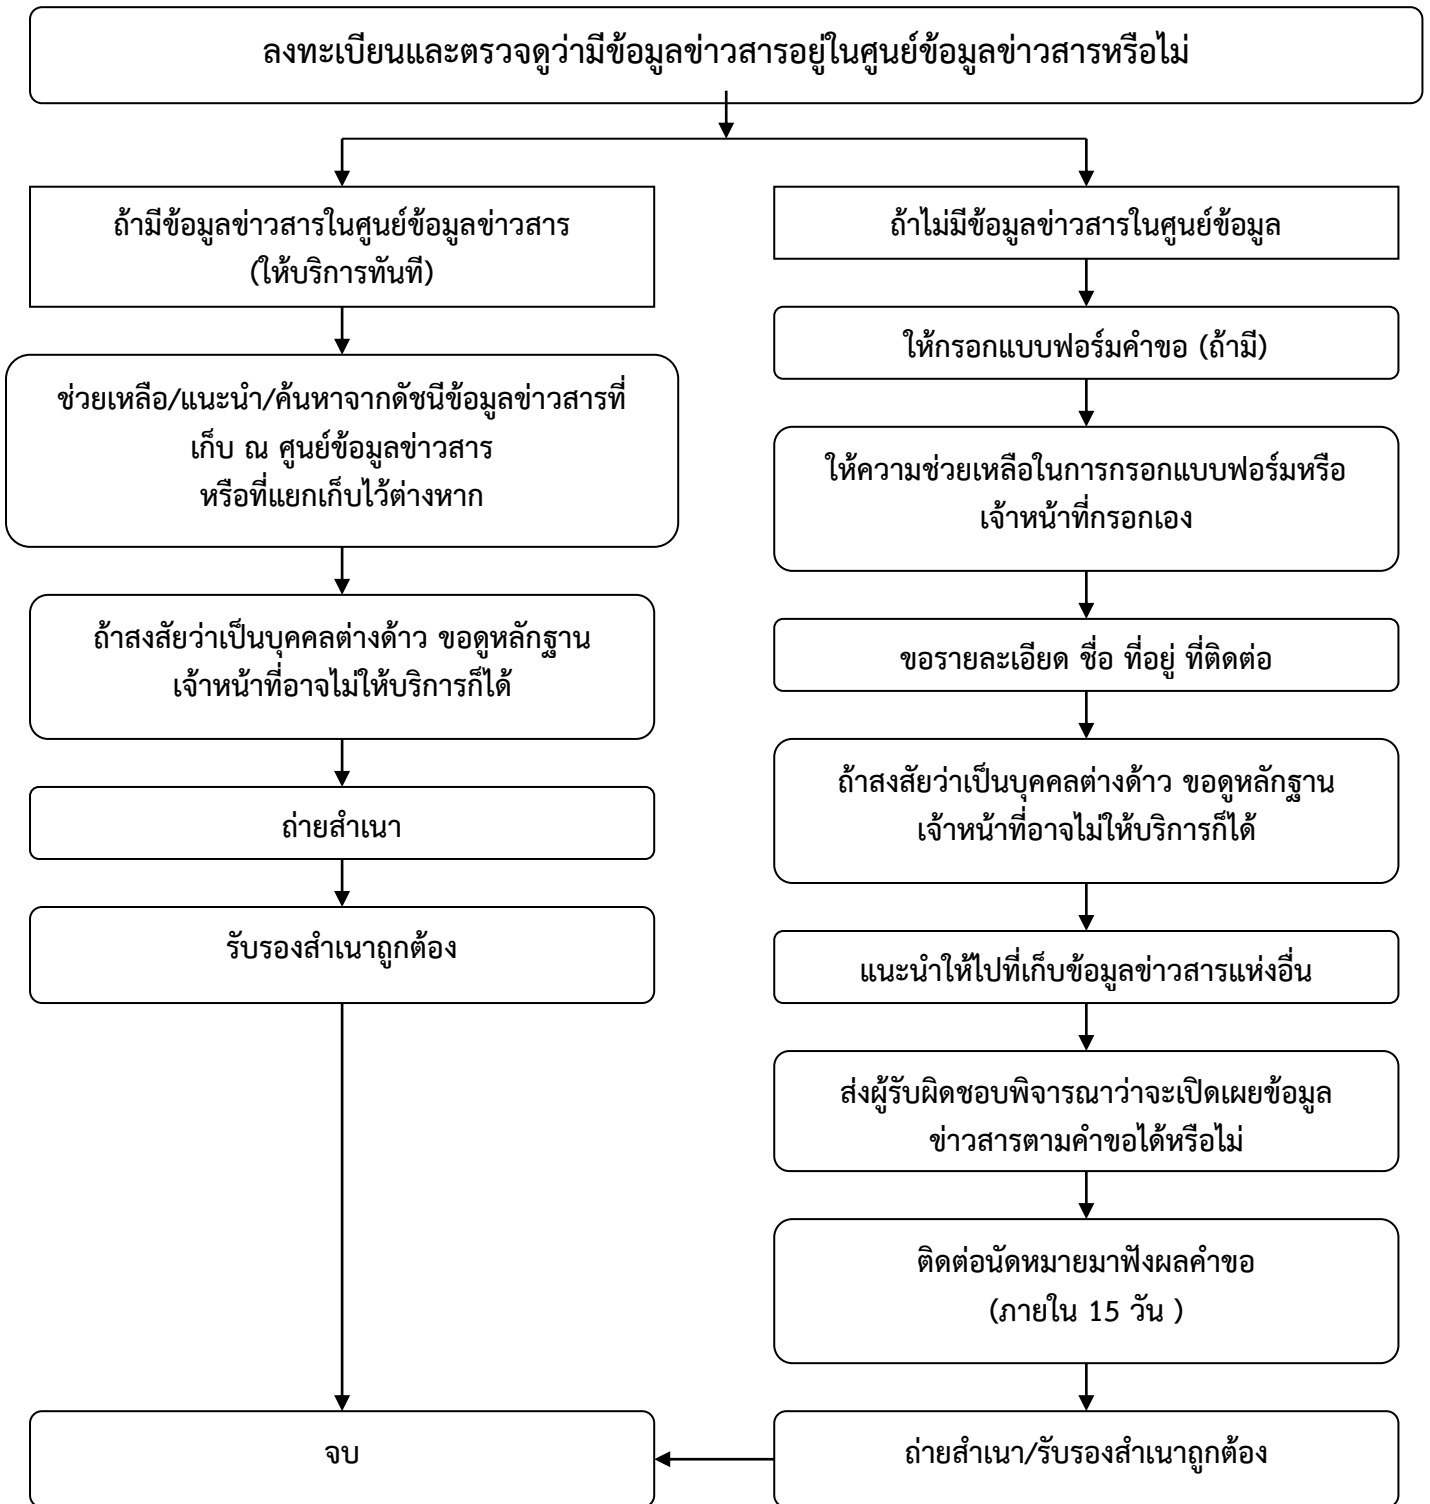 ลงทะเบียนและตรวจดูว่ามีข้อมูลข่าวสารอยู่ในศูนย์ข้อมูลข่าวสารหรือไม่
ถ้ามีข้อมูลข่าวสารในศูนย์ข้อมูลข่าวสาร
(ให้บริการทันที)
ช่วยเหลือ/แนะนำ/ค้นหาจากดัชนีข้อมูลข่าวสารที่
เก็บ ณ ศูนย์ข้อมูลข่าวสาร
หรือที่แยกเก็บไว้ต่างหาก
ถ้าสงสัยว่าเป็นบุคคลต่างด้าว ขอดูหลักฐาน
เจ้าหน้าที่อาจไม่ให้บริการก็ได้
ถ่ายสำเนา
รับรองสำเนาถูกต้อง
จบ
ถ้าไม่มีข้อมูลข่าวสารในศูนย์ข้อมูล
ให้กรอกแบบฟอร์มคำขอ (ถ้ามี)
ให้ความช่วยเหลือในการกรอกแบบฟอร์มหรือ
เจ้าหน้าที่กรอกเอง
ขอรายละเอียด ชื่อ ที่อยู่ ที่ติดต่อ
ถ้าสงสัยว่าเป็นบุคคลต่างด้าว ขอดูหลักฐาน
เจ้าหน้าที่อาจไม่ให้บริการก็ได้
แนะนำให้ไปที่เก็บข้อมูลข่าวสารแห่งอื่น
ส่งผู้รับผิดชอบพิจารณาว่าจะเปิดเผยข้อมูล
ข่าวสารตามคำขอได้หรือไม่
ติดต่อนัดหมายมาฟังผลคำขอ
(ภายใน 15 วัน )
ถ่ายสำเนา/รับรองสำเนาถูกต้อง